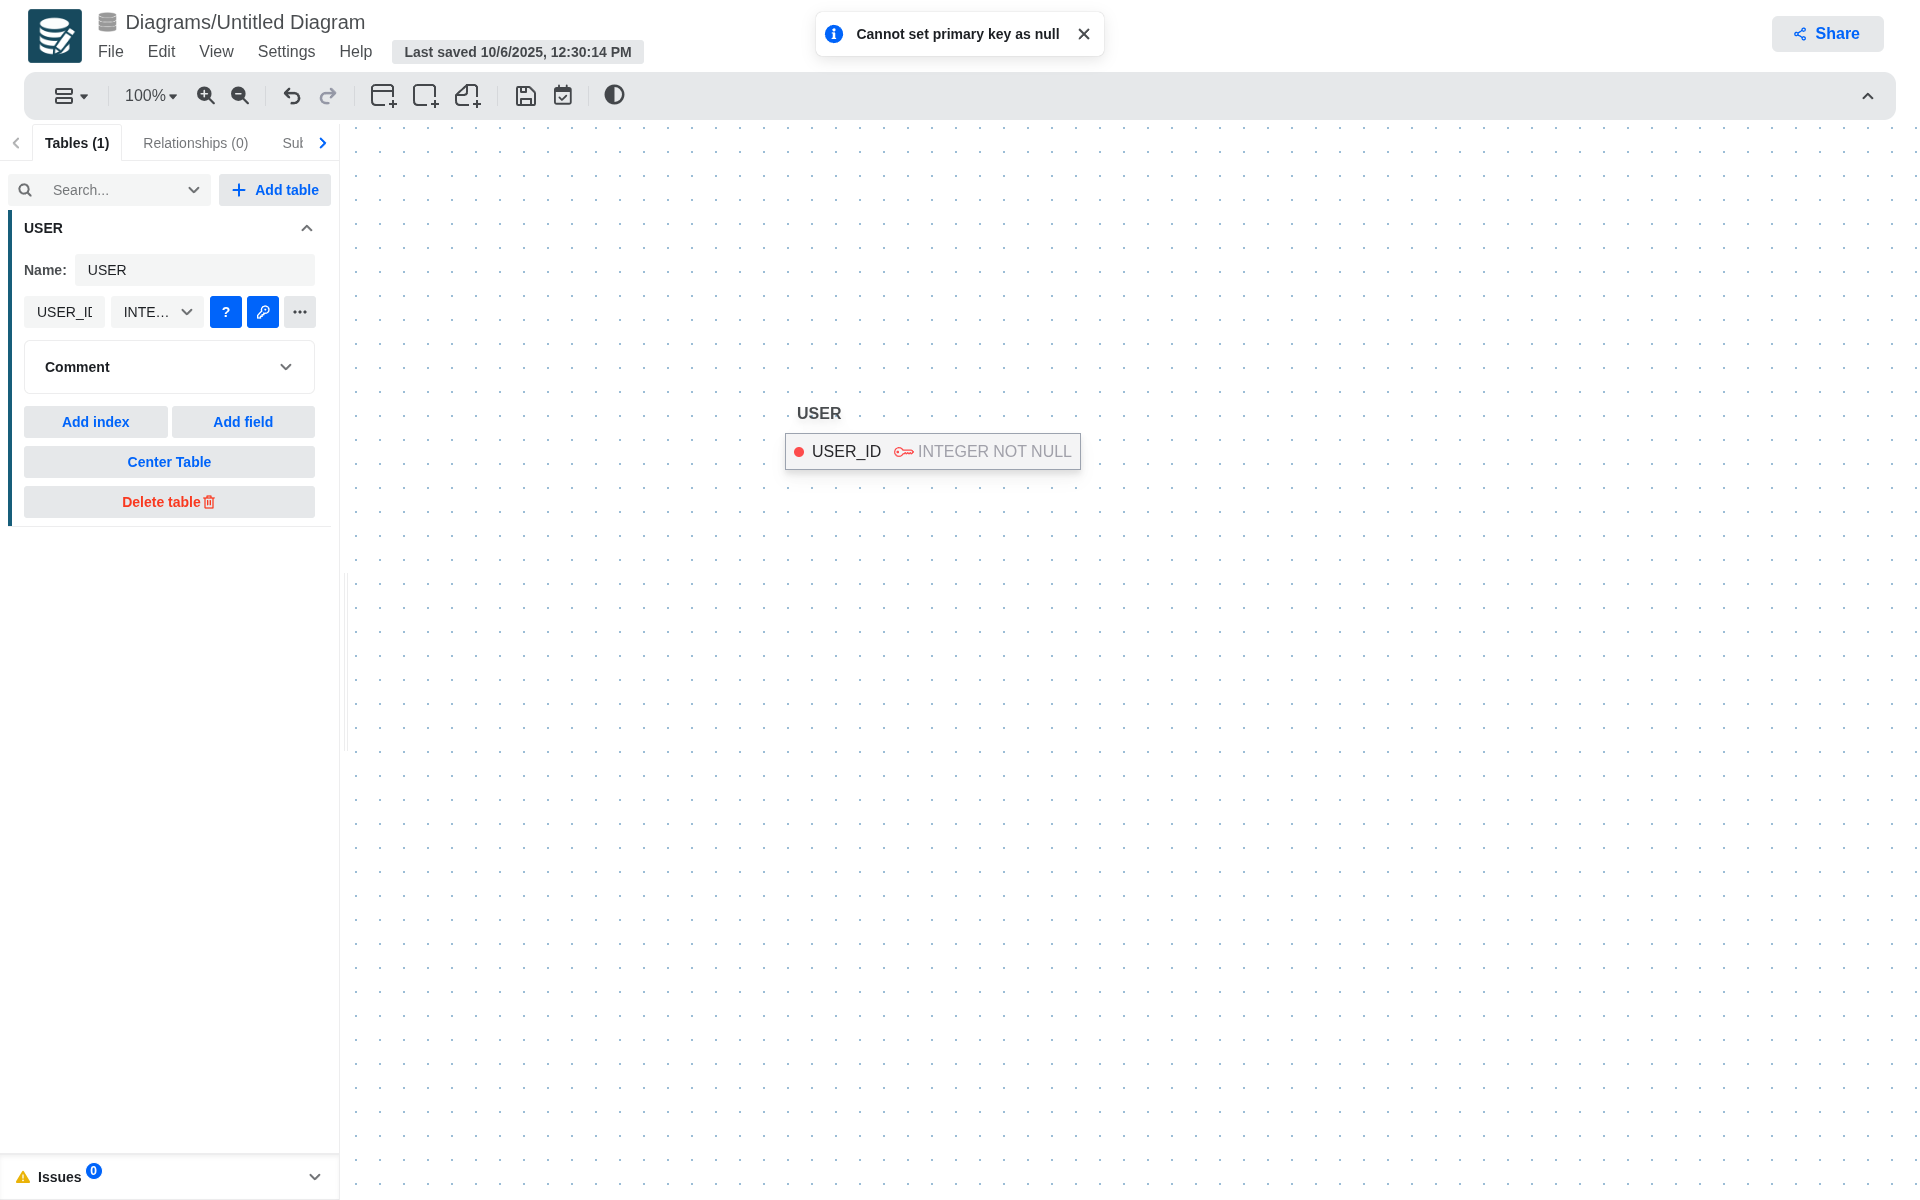 Diagrams/Untitled Diagram
File Edit View Settings Help Last saved 10/6/2025, 12:30:14 PM
Cannot set primary key as null
Share
100%
Tables (1) Relationships (0) Sub
Search... Add table
USER
Name: USER
USER_ID INTE... ?
Comment
Add index Add field
Center Table
Delete table
USER
USER_ID INTEGER NOT NULL
Issues 0